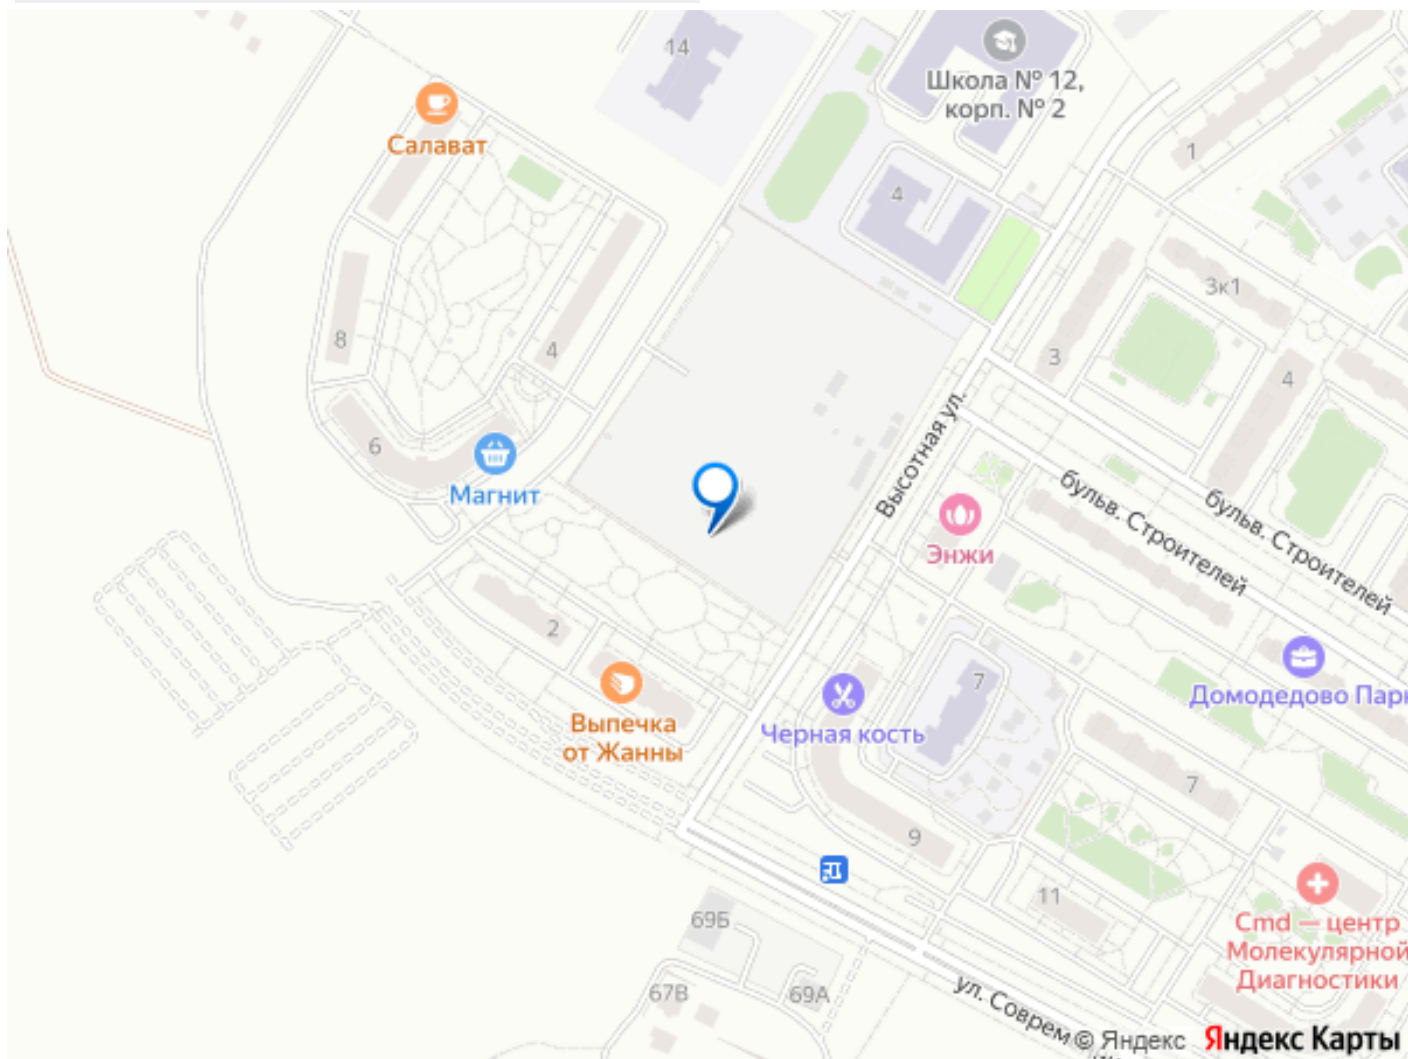 14
Школа № 12,
корп. № 2
Салават
1
4
3к1
8
4
3
4
6
Магнит
Высотная ул.
бульв. Строителей
бульв. Строителей
Энжи
2
7
Домодедово Парк
Выпечка
от Жанны
Черная кость
7
9
11
69Б
Cmd — центр
Молекулярной
Диагностики
67В
69А
ул. Соврем
© Яндекс Яндекс Карты